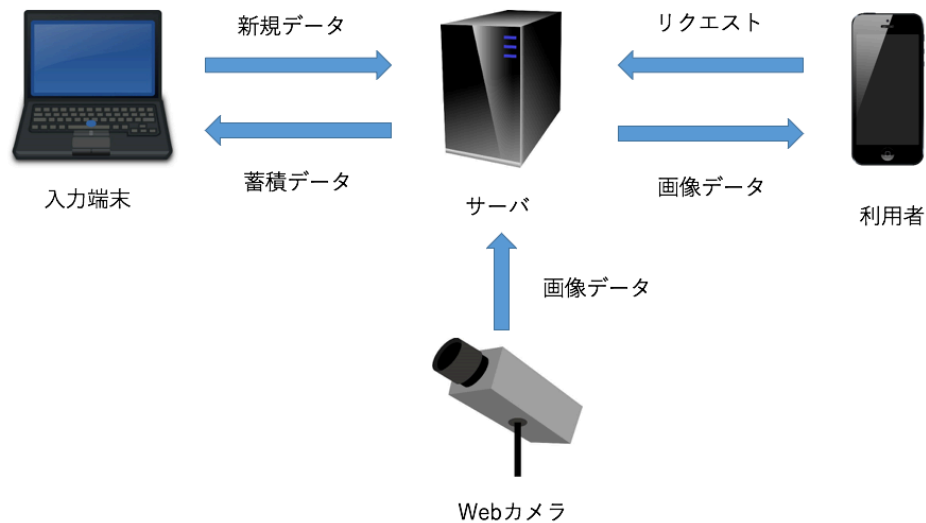 新規データ
リクエスト
蓄積データ
画像データ
入力端末
サーバ
利用者
画像データ
Webカメラ